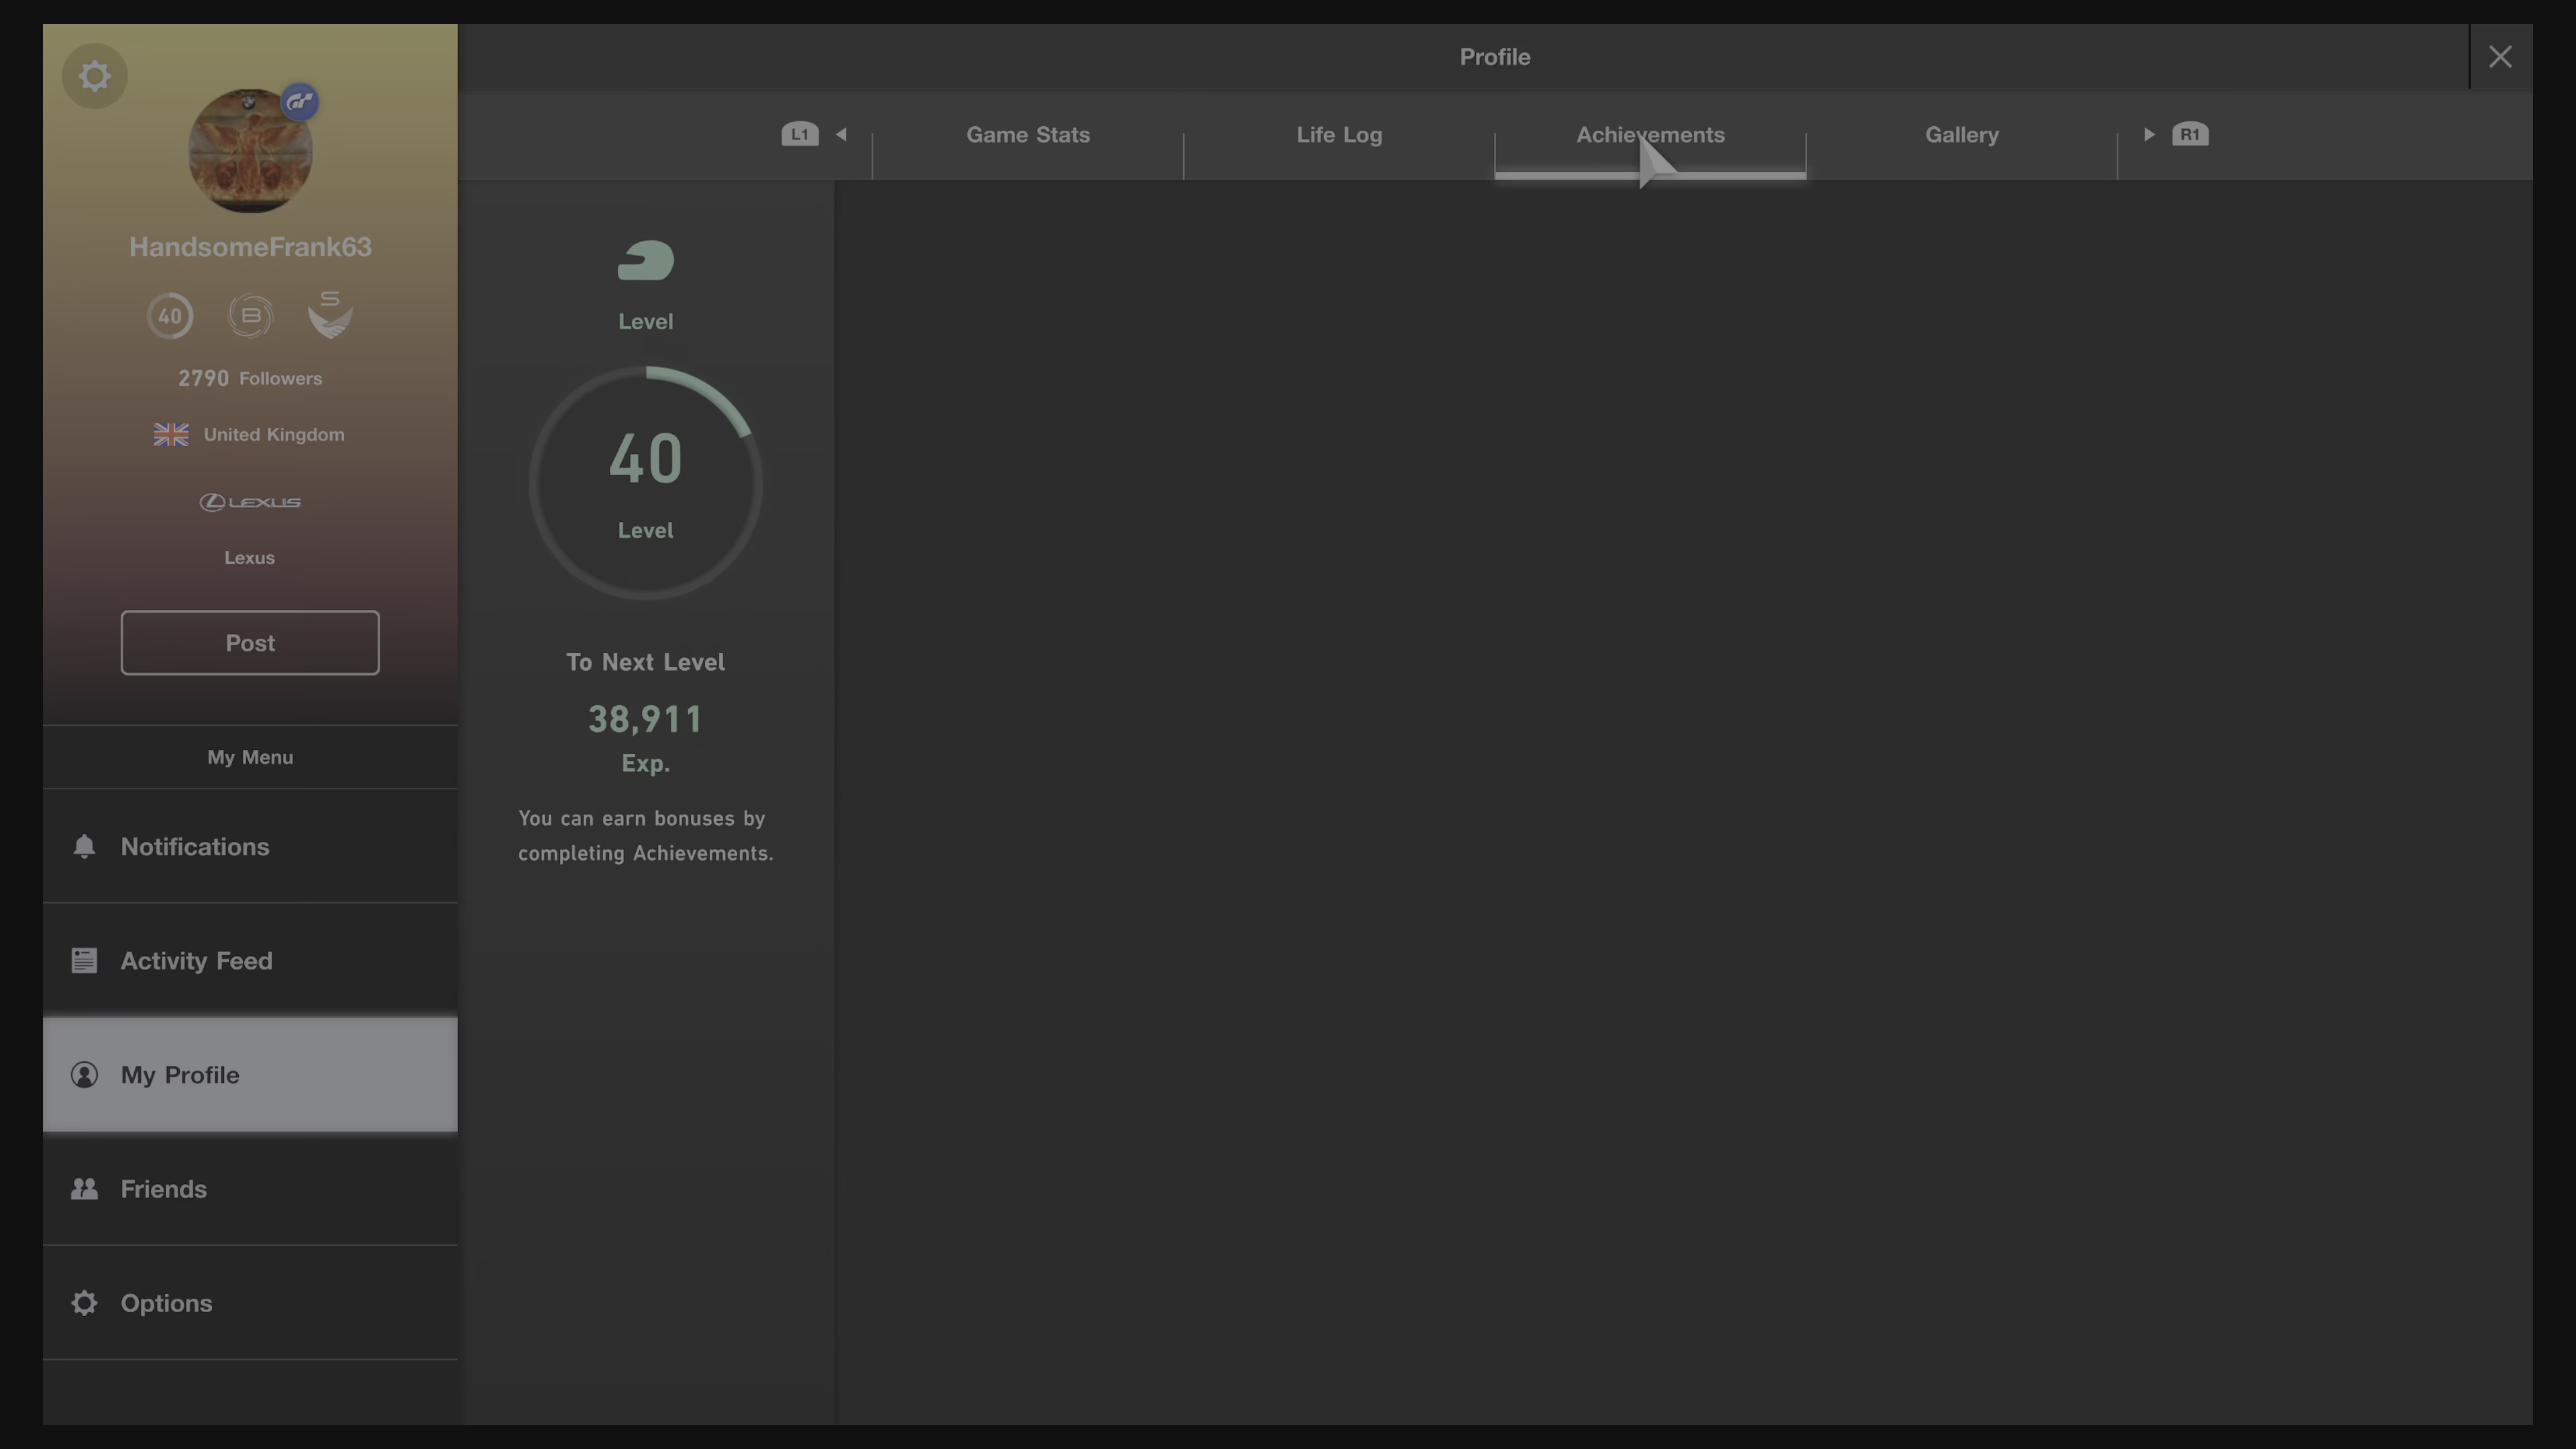 HandsomeFrank63
40 B S
2790 Followers
United Kingdom
LEXUS
Lexus
Post
My Menu
Notifications
Activity Feed
My Profile
Friends
Options
Profile
L1 Game Stats Life Log Achievements Gallery R1
Level
40
Level
To Next Level
38,911
Exp.
You can earn bonuses by
completing Achievements.